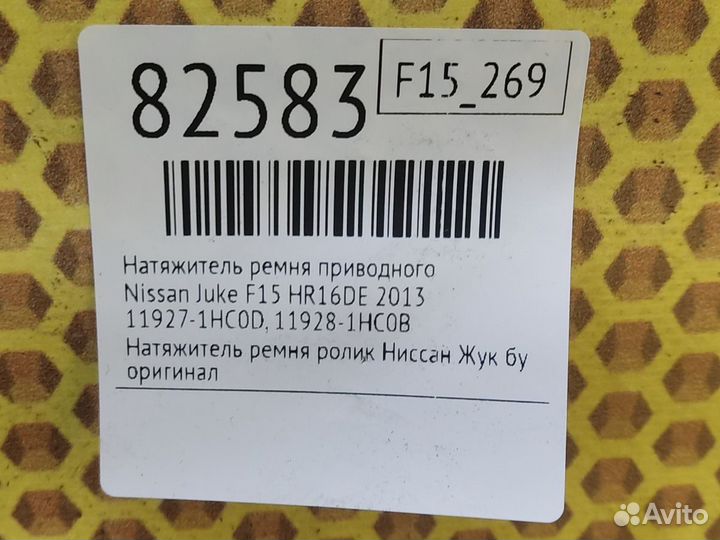 82583
F15_269
Натяжитель ремня приводного
Nissan Juke F15 HR16DE 2013
11927-1HC0D, 11928-1HC0B
Натяжитель ремня ролик Ниссан Жук бу
оригинал
Avito